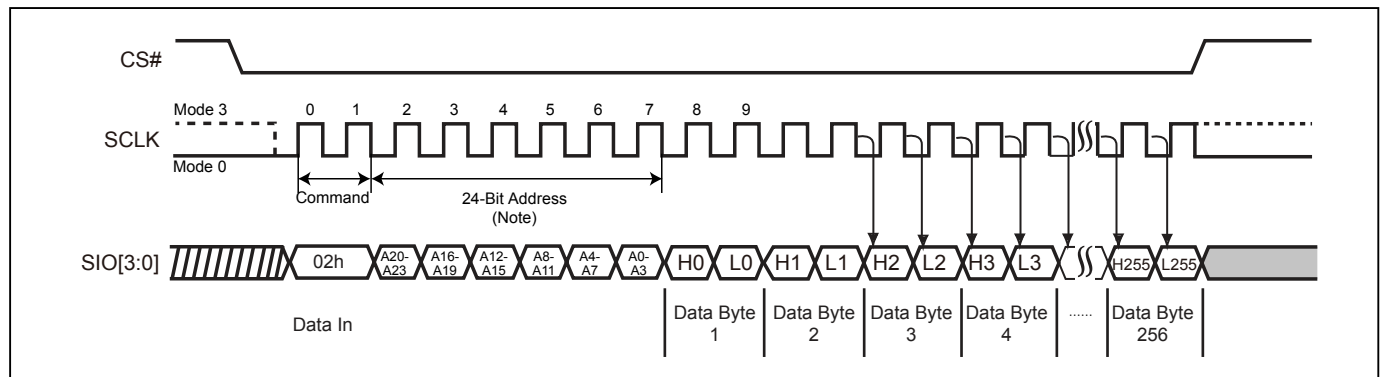 CS#
Mode 3
0 1 2 3 4 5 6 7 8 9
SCLK
Mode 0
Command
24-Bit Address
(Note)
SIO[3:0]
02h
A20-
A23
A16-
A19
A12-
A15
A8-
A11
A4-
A7
A0-
A3
H0 L0 H1 L1 H2 L2 H3 L3 H255 L255
Data In
Data Byte
1
Data Byte
2
Data Byte
3
Data Byte
4
......
Data Byte
256